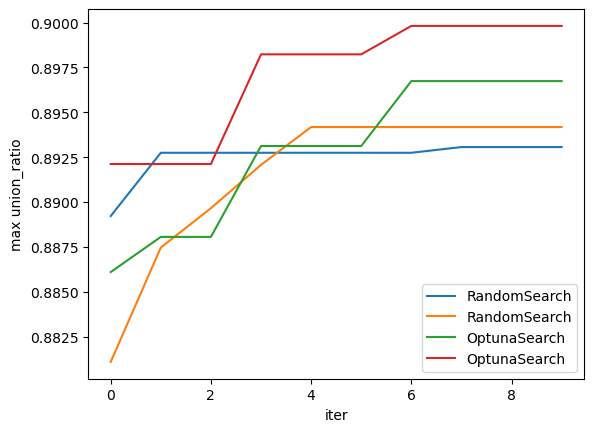 0.9000
0.8975
0.8950
0.8925
0.8900
0.8875
0.8850
0.8825
max union_ratio
0
2
4
6
8
iter
RandomSearch
RandomSearch
OptunaSearch
OptunaSearch